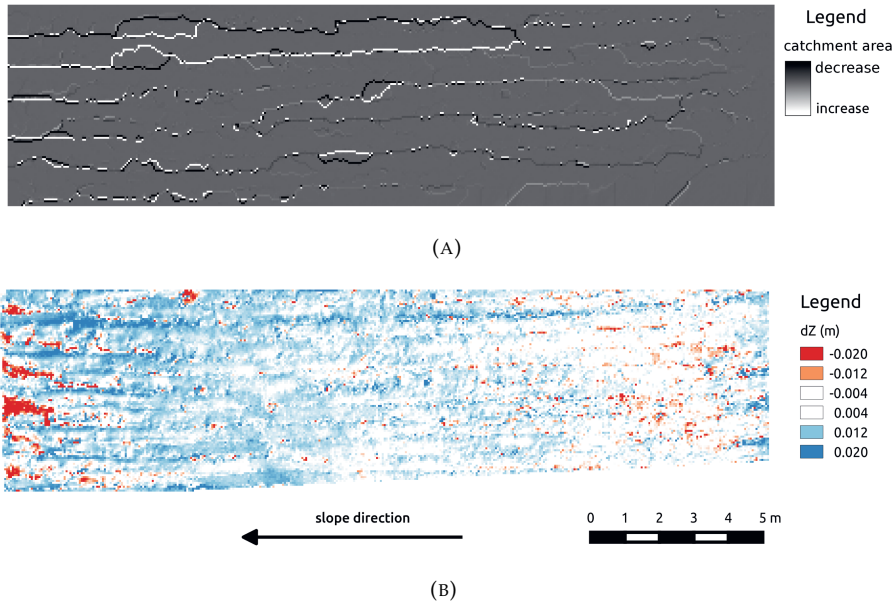 Legend
catchment area
decrease
increase
(A)
Legend
dZ (m)
-0.020
-0.012
-0.004
0.004
0.012
0.020
slope direction
0 1 2 3 4 5 m
(B)